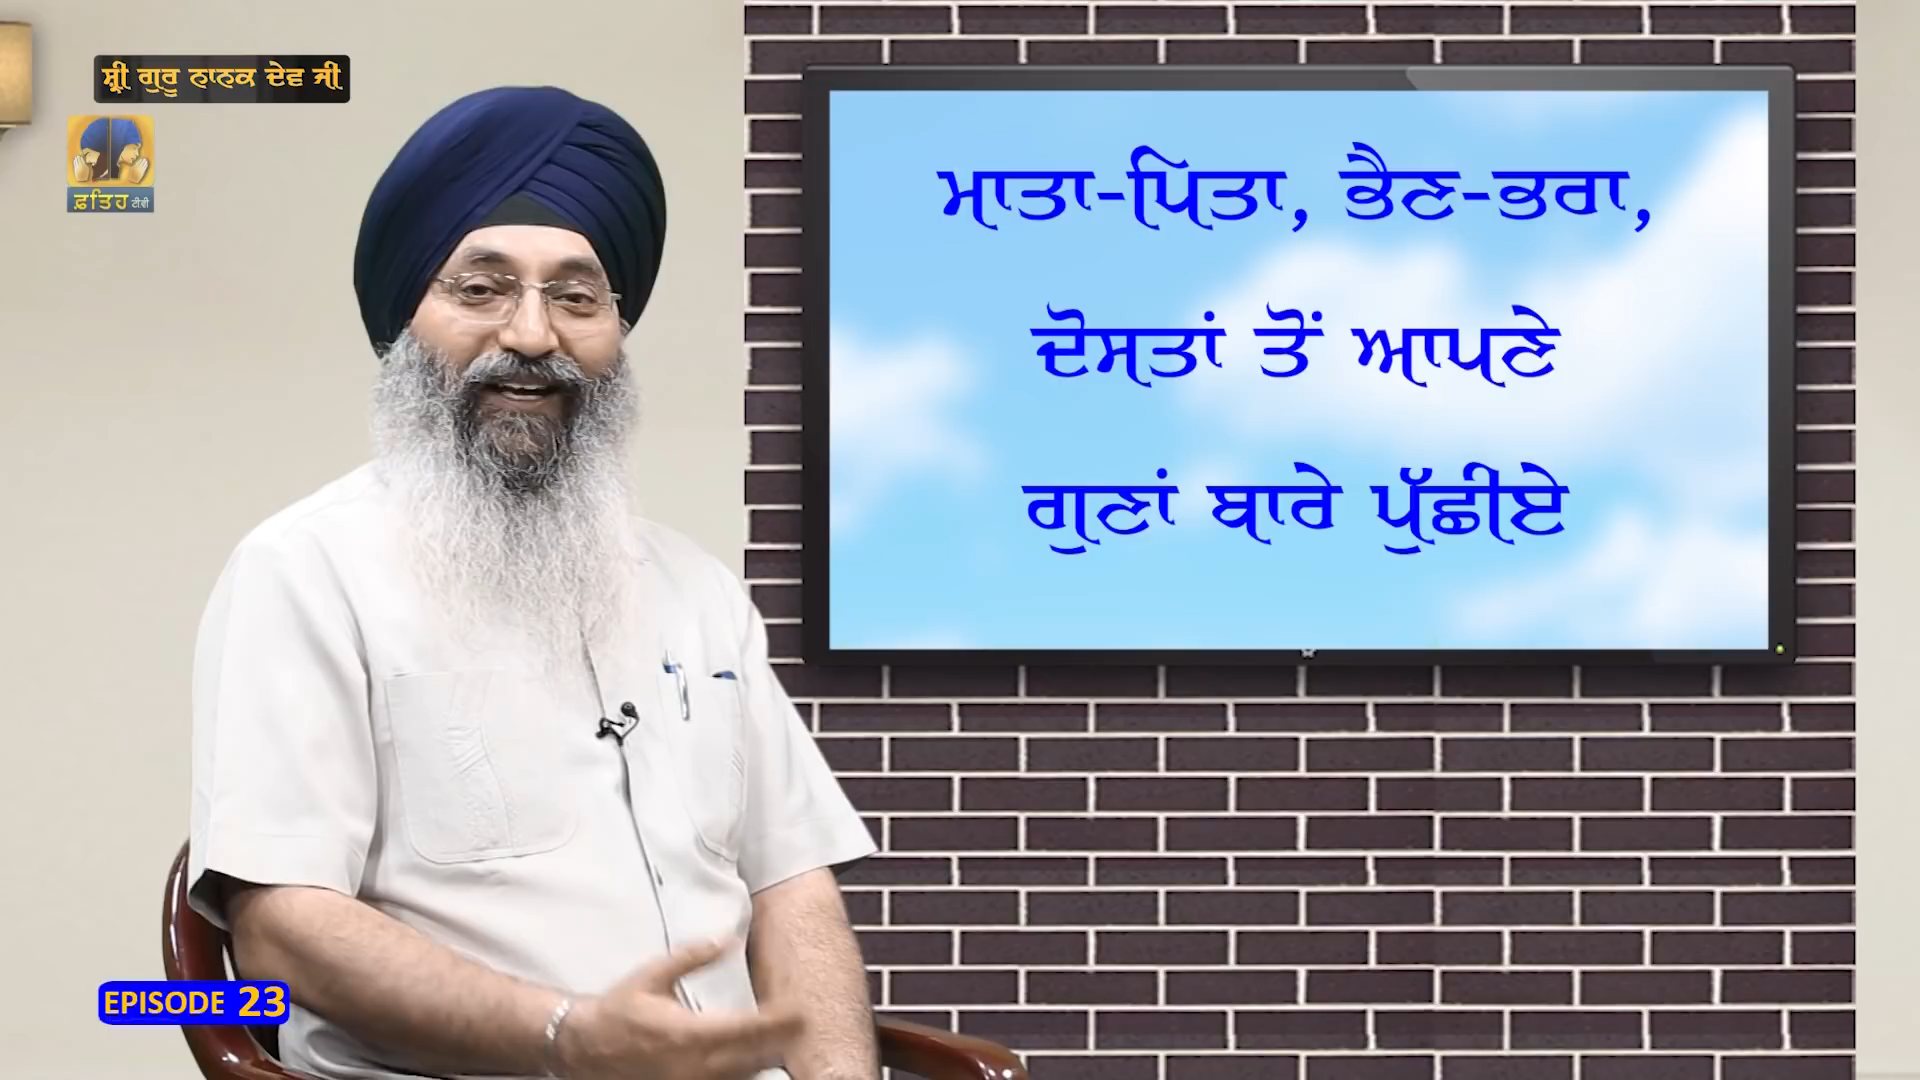 ਸ਼੍ਰੀ ਗੁਰੂ ਨਾਨਕ ਦੇਵ ਜੀ
ਫ਼ਤਿਹ ਟੀਵੀ
ਮਾਤਾ-ਪਿਤਾ, ਭੈਣ-ਭਰਾ,
ਦੋਸਤਾਂ ਤੋਂ ਆਪਣੇ
ਗੁਣਾਂ ਬਾਰੇ ਪੁੱਛੀਏ
EPISODE 23